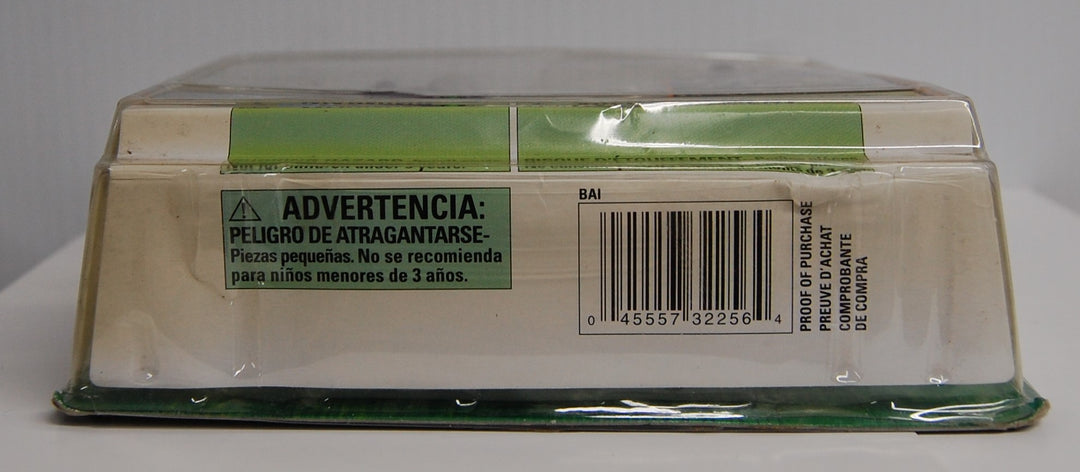 ADVERTENCIA:
PELIGRO DE ATRAGANTARSE-
Piezas pequeñas. No se recomienda
para niños menores de 3 años.
BAI
0 45557 32256 4
PROOF OF PURCHASE
PREUVE D'ACHAT
COMPROBANTE
DE COMPRA